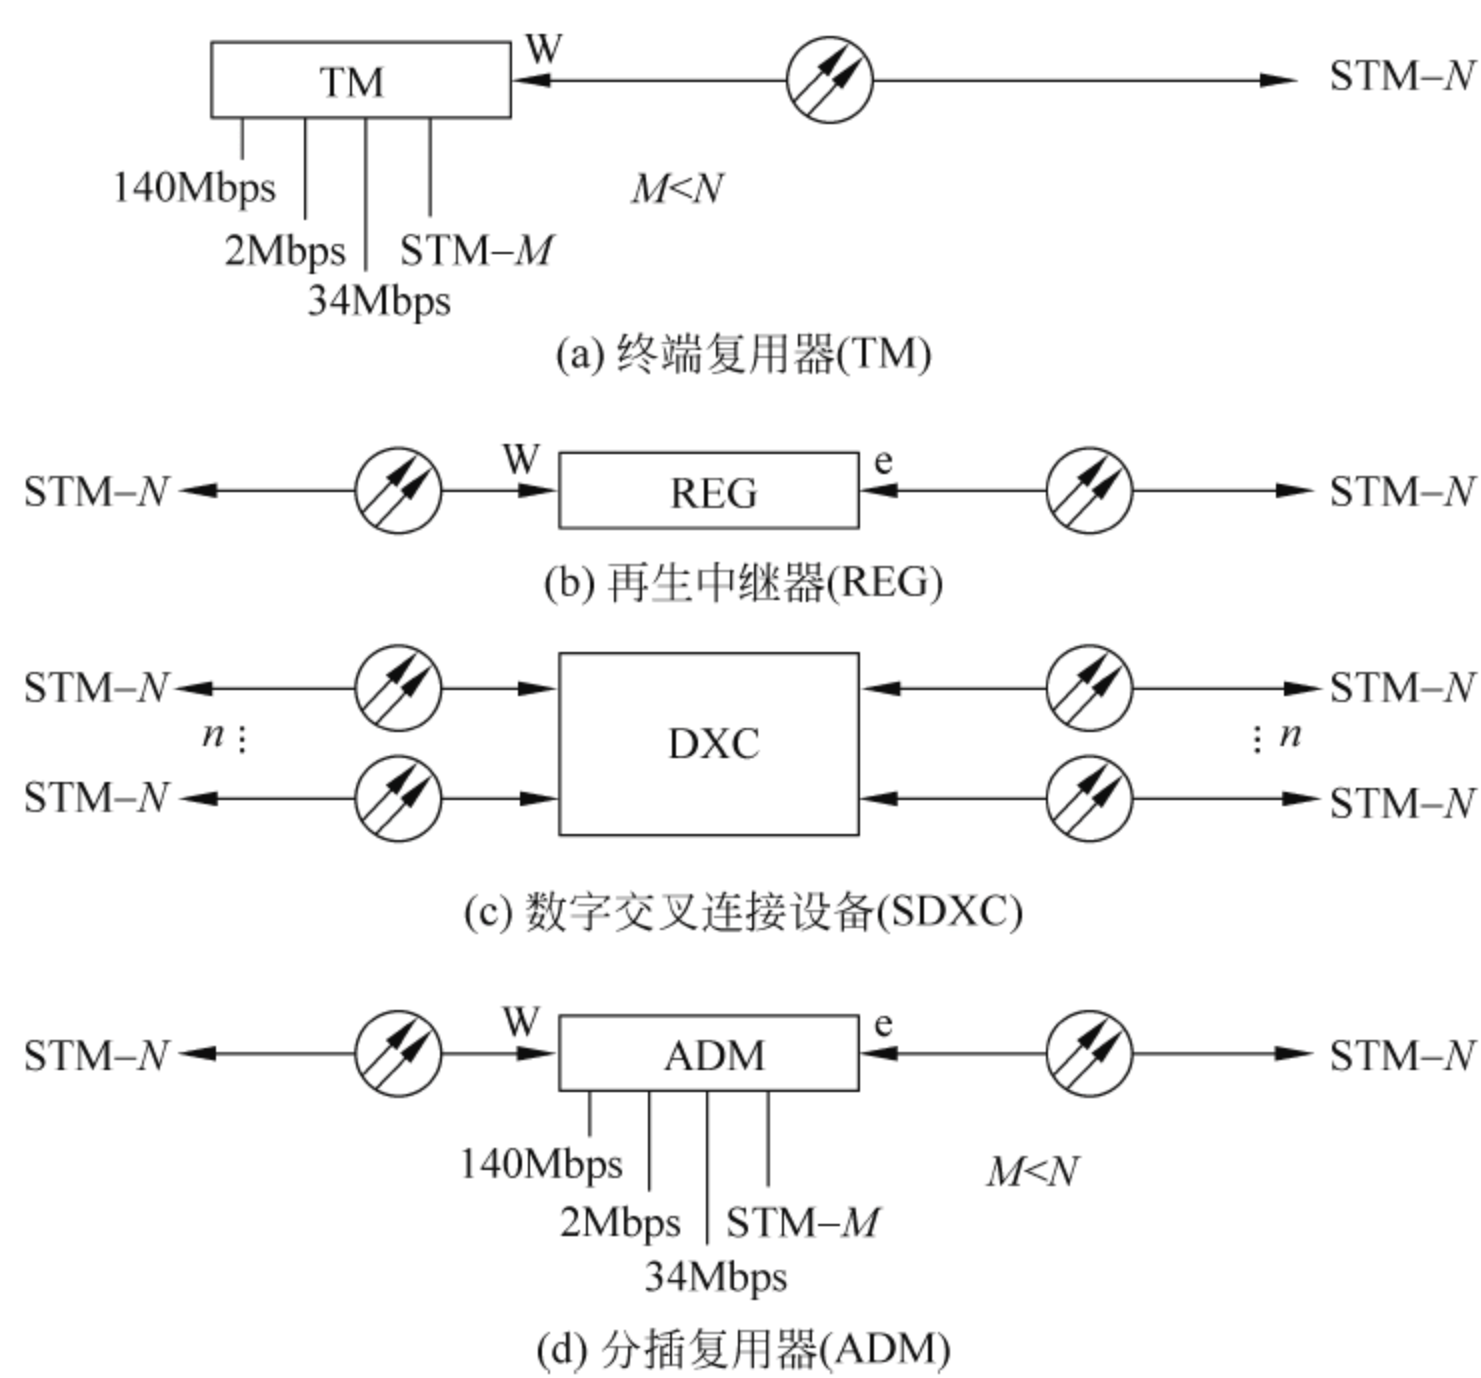 TM W STM–N
140Mbps M<N
2Mbps STM–M
34Mbps
(a) 终端复用器(TM)
STM–N W REG e STM–N
(b) 再生中继器(REG)
STM–N STM–N
n ⋮ DXC ⋮ n
STM–N STM–N
(c) 数字交叉连接设备(SDXC)
STM–N W ADM e STM–N
140Mbps M<N
2Mbps STM–M
34Mbps
(d) 分插复用器(ADM)